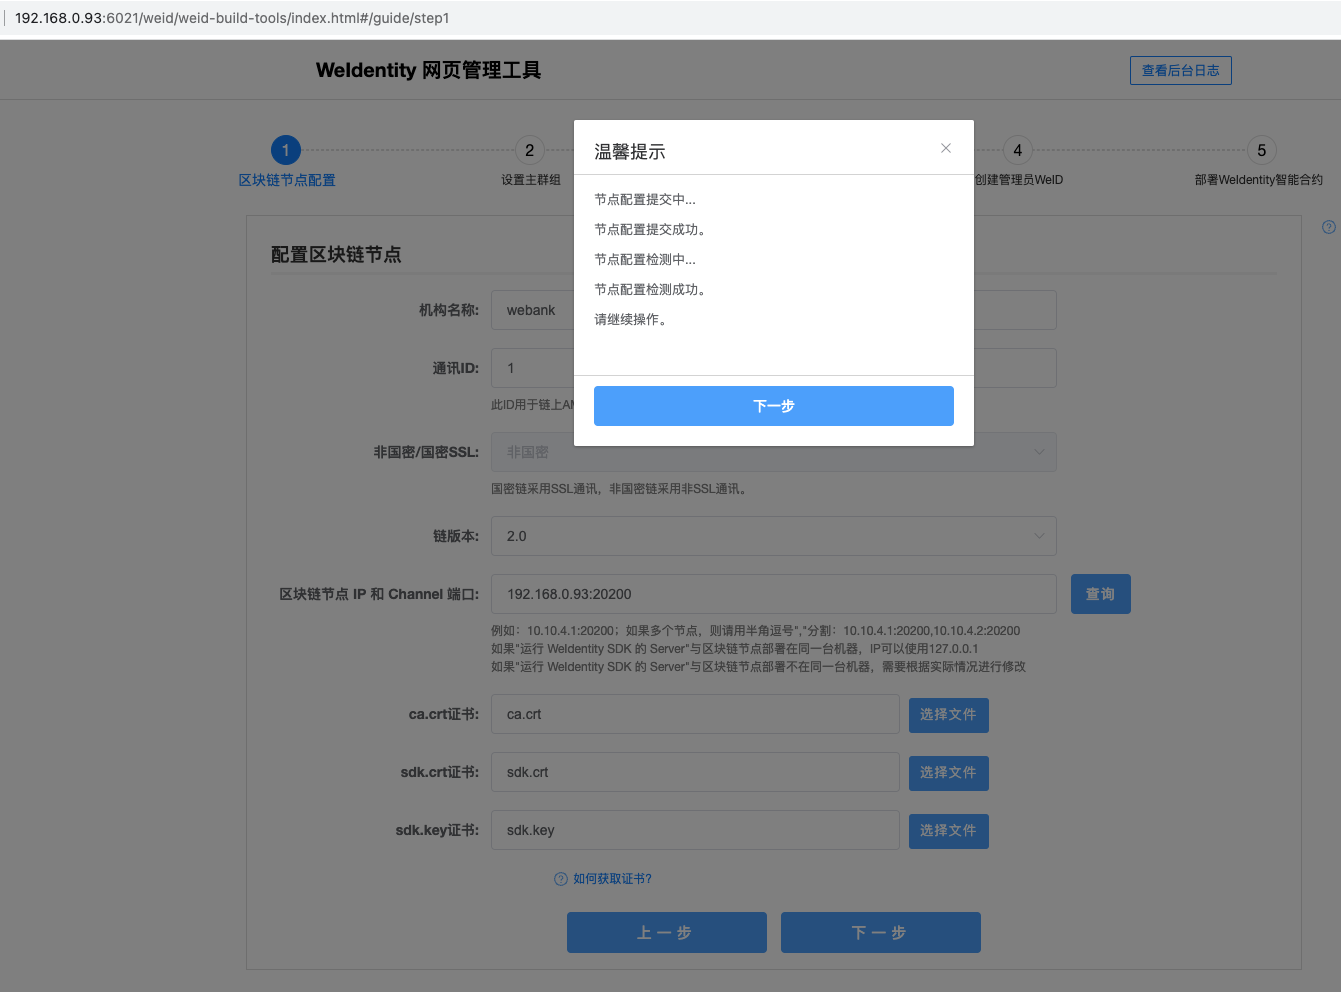 192.168.0.93:6021/weid/weid-build-tools/index.html#/guide/step1
WeIdentity 网页管理工具
查看后台日志
1
2
4
5
区块链节点配置
设置主群组
创建管理员WeID
部署WeIdentity智能合约
温馨提示
节点配置提交中...
节点配置提交成功。
节点配置检测中...
节点配置检测成功。
请继续操作。
下一步
配置区块链节点
机构名称:
webank
通讯ID:
1
此ID用于链上AM
非国密/国密SSL:
非国密
国密链采用SSL通讯，非国密链采用非SSL通讯。
链版本:
2.0
区块链节点 IP 和 Channel 端口:
192.168.0.93:20200
查询
例如：10.10.4.1:20200；如果多个节点，则请用半角逗号","分割：10.10.4.1:20200,10.10.4.2:20200
如果"运行 WeIdentity SDK 的 Server"与区块链节点部署在同一台机器，IP可以使用127.0.0.1
如果"运行 WeIdentity SDK 的 Server"与区块链节点部署不在同一台机器，需要根据实际情况进行修改
ca.crt证书:
ca.crt
选择文件
sdk.crt证书:
sdk.crt
选择文件
sdk.key证书:
sdk.key
选择文件
如何获取证书?
上一步
下一步